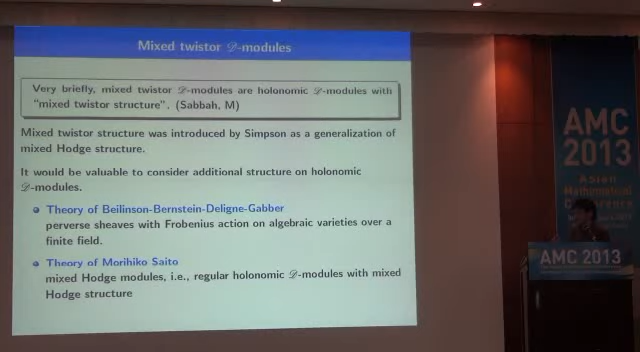 Mixed twistor 𝒟-modules
Very briefly, mixed twistor 𝒟-modules are holonomic 𝒟-modules with
"mixed twistor structure". (Sabbah, M)
Mixed twistor structure was introduced by Simpson as a generalization of
mixed Hodge structure.
It would be valuable to consider additional structure on holonomic
𝒟-modules.
Theory of Beilinson-Bernstein-Deligne-Gabber
perverse sheaves with Frobenius action on algebraic varieties over a
finite field.
Theory of Morihiko Saito
mixed Hodge modules, i.e., regular holonomic 𝒟-modules with mixed
Hodge structure
AMC
2013
Asian
Mathematical
Conference
AMC 2013